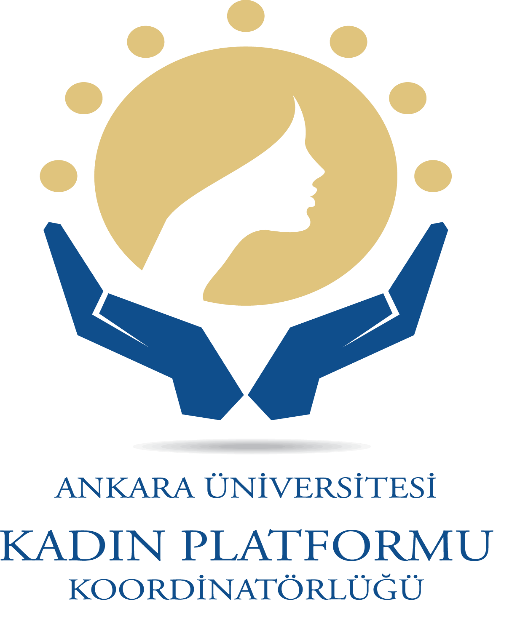 ANKARA ÜNİVERSİTESİ
KADIN PLATFORMU
KOORDİNATÖRLÜĞÜ